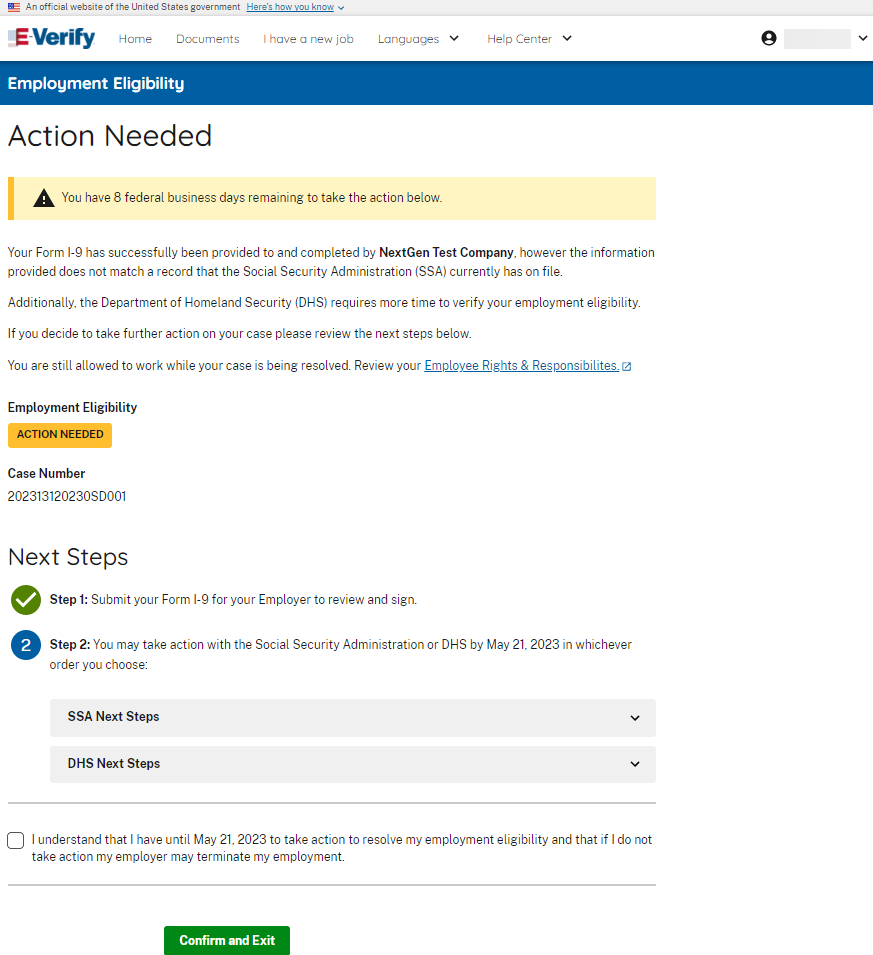 An official website of the United States government Here's how you know
E-Verify Home Documents I have a new job Languages Help Center
Employment Eligibility
Action Needed
You have 8 federal business days remaining to take the action below.
Your Form I-9 has successfully been provided to and completed by NextGen Test Company, however the information
provided does not match a record that the Social Security Administration (SSA) currently has on file.
Additionally, the Department of Homeland Security (DHS) requires more time to verify your employment eligibility.
If you decide to take further action on your case please review the next steps below.
You are still allowed to work while your case is being resolved. Review your Employee Rights & Responsibilites.
Employment Eligibility
ACTION NEEDED
Case Number
202313120230SD001
Next Steps
Step 1: Submit your Form I-9 for your Employer to review and sign.
2 Step 2: You may take action with the Social Security Administration or DHS by May 21, 2023 in whichever
order you choose:
SSA Next Steps
DHS Next Steps
I understand that I have until May 21, 2023 to take action to resolve my employment eligibility and that if I do not
take action my employer may terminate my employment.
Confirm and Exit